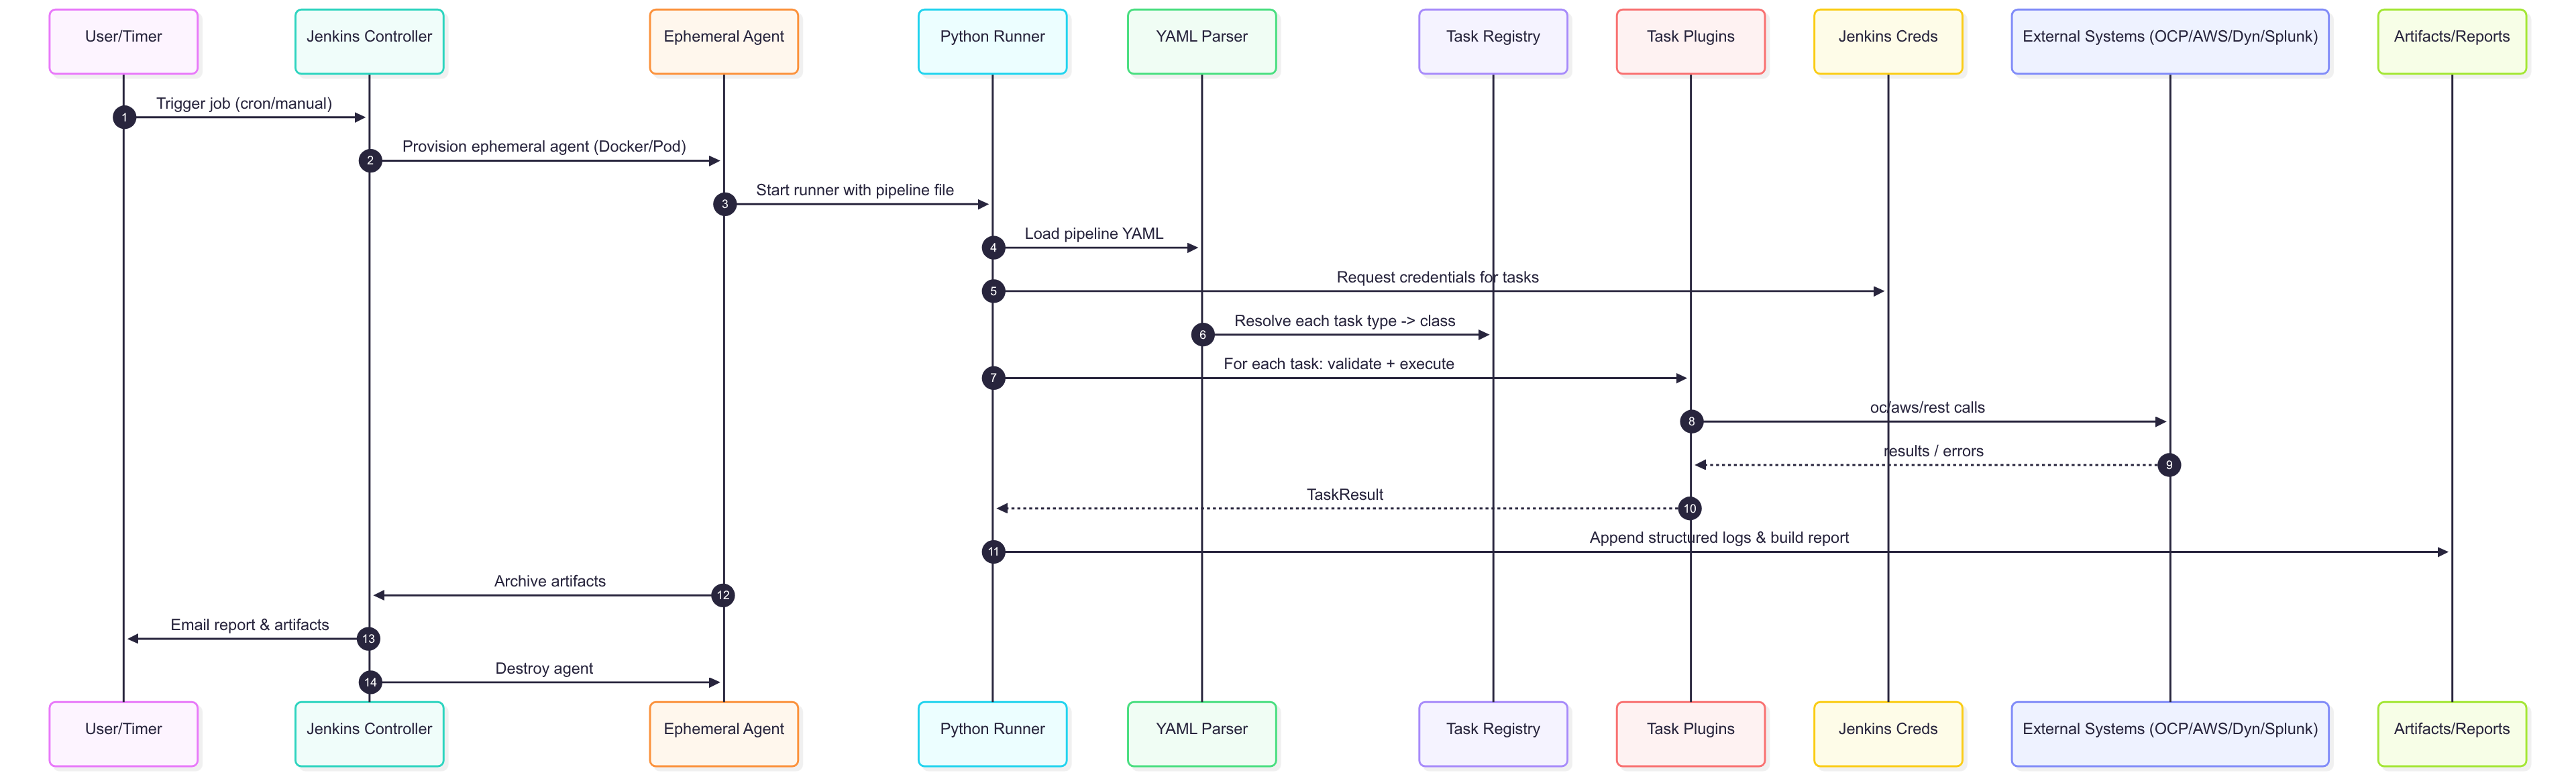 User/Timer
Jenkins Controller
Ephemeral Agent
Python Runner
YAML Parser
Task Registry
Task Plugins
Jenkins Creds
External Systems (OCP/AWS/Dyn/Splunk)
Artifacts/Reports
1
Trigger job (cron/manual)
2
Provision ephemeral agent (Docker/Pod)
3
Start runner with pipeline file
4
Load pipeline YAML
5
Request credentials for tasks
6
Resolve each task type -> class
7
For each task: validate + execute
8
oc/aws/rest calls
results / errors
9
TaskResult
10
11
Append structured logs & build report
Archive artifacts
12
Email report & artifacts
13
14
Destroy agent
User/Timer
Jenkins Controller
Ephemeral Agent
Python Runner
YAML Parser
Task Registry
Task Plugins
Jenkins Creds
External Systems (OCP/AWS/Dyn/Splunk)
Artifacts/Reports